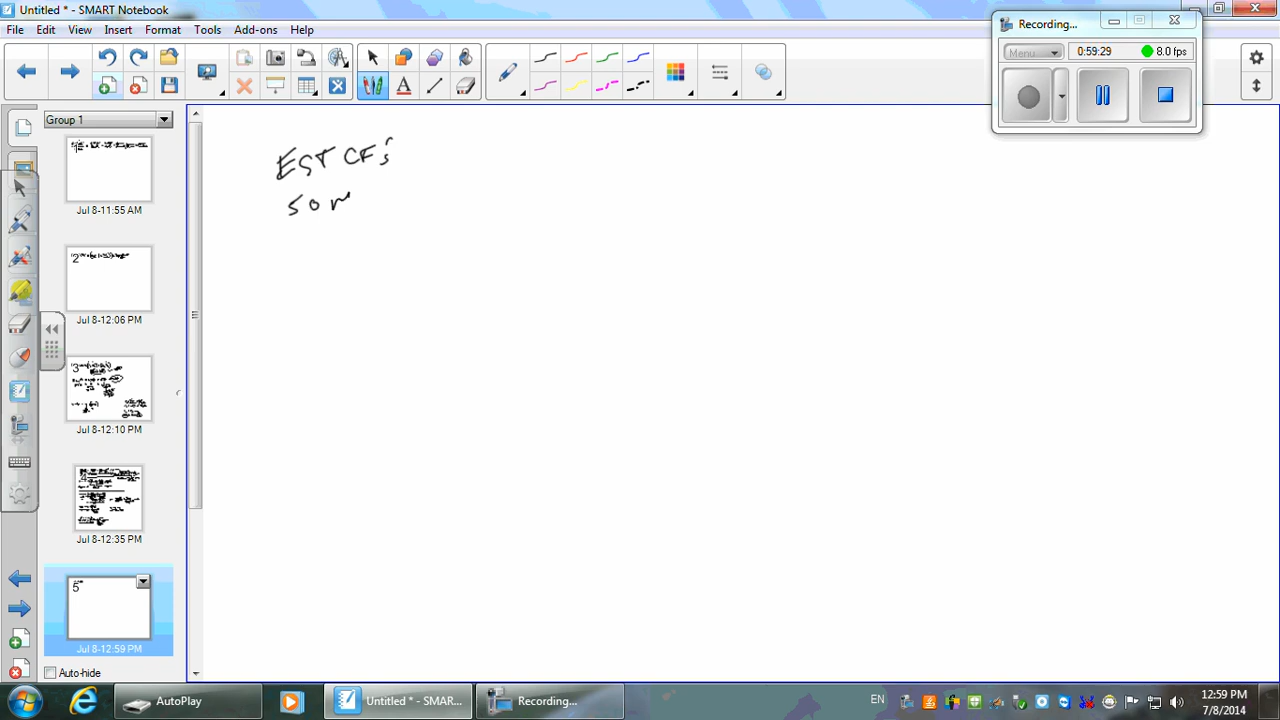 Untitled * - SMART Notebook
File Edit View Insert Format Tools Add-ons Help
Recording...
Menu... 0:59:29 8.0 fps
Group 1
Jul 8-11:55 AM
2
Jul 8-12:06 PM
3
Jul 8-12:10 PM
Jul 8-12:35 PM
5
Jul 8-12:59 PM
Auto-hide
EST CF's
AutoPlay
Untitled * - SMAR...
Recording...
EN
12:59 PM
7/8/2014